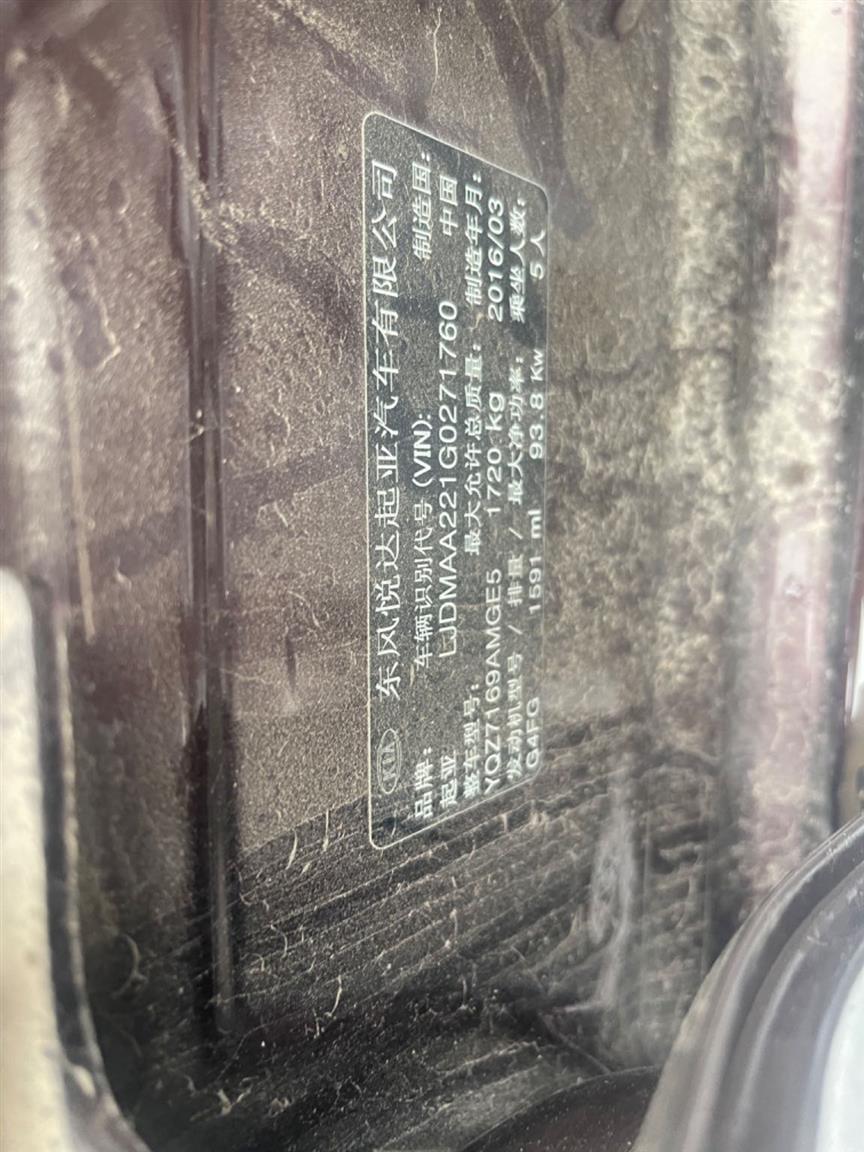 KIA 东风悦达起亚汽车有限公司
品牌： 车辆识别代号（VIN）： 制造国：
起亚 LJDMAA221G0271760 中国
整车型号： 最大允许总质量： 制造年月：
YQZ7169AMGE5 1720 kg 2016/03
发动机型号 / 排量 / 最大净功率： 乘坐人数：
G4FG 1591 ml 93.8 Kw 5 人